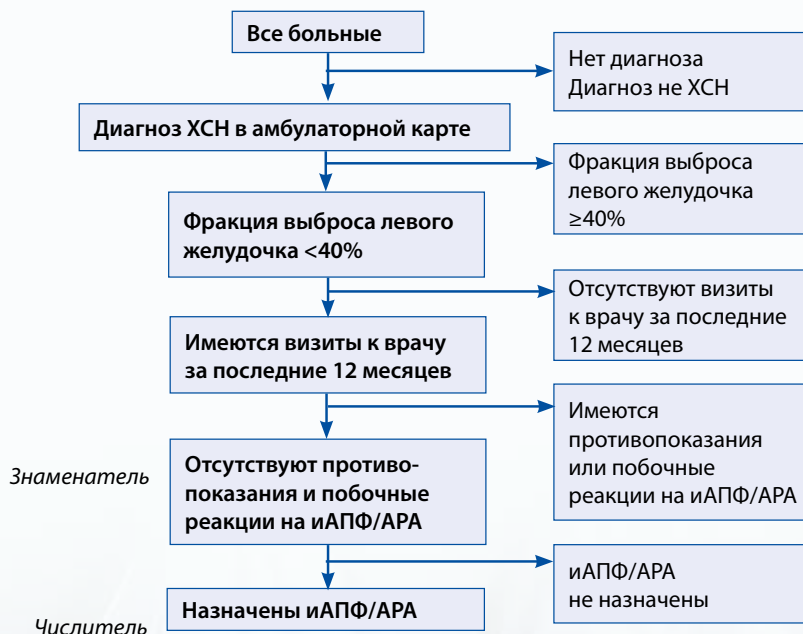 Все больные
Нет диагноза
Диагноз не ХСН
Диагноз ХСН в амбулаторной карте
Фракция выброса
левого желудочка
≥40%
Фракция выброса левого
желудочка <40%
Отсутствуют визиты
к врачу за последние
12 месяцев
Имеются визиты к врачу
за последние 12 месяцев
Имеются
противопоказания
или побочные
реакции на иАПФ/АРА
Знаменатель
Отсутствуют противо-
показания и побочные
реакции на иАПФ/АРА
иАПФ/АРА
не назначены
Назначены иАПФ/АРА
Числитель